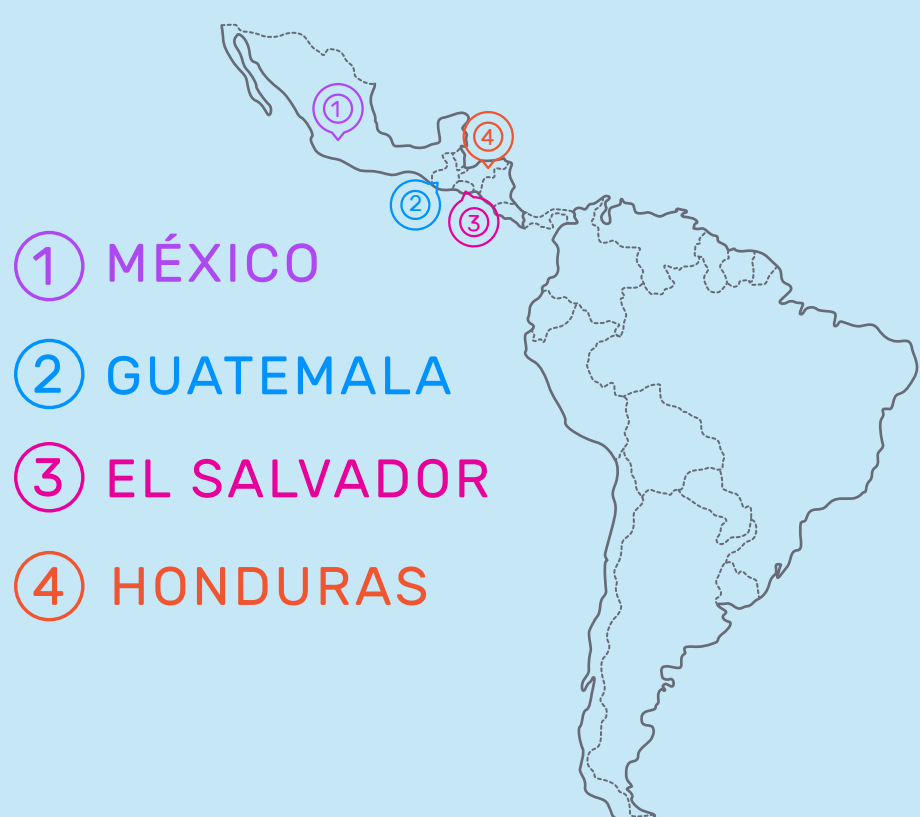 1
4
2
3
1 MÉXICO
2 GUATEMALA
3 EL SALVADOR
4 HONDURAS